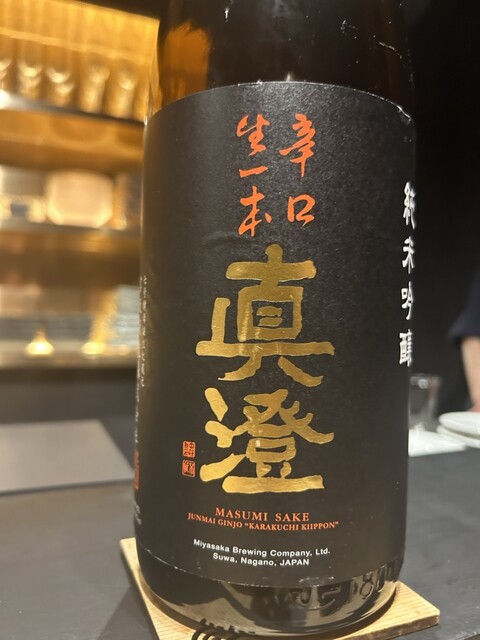 辛口
生一本
真澄
純米吟醸
MASUMI SAKE
JUNMAI GINJO "KARAKUCHI KIIPPON"
Miyasaka Brewing Company, Ltd.
Suwa, Nagano, JAPAN